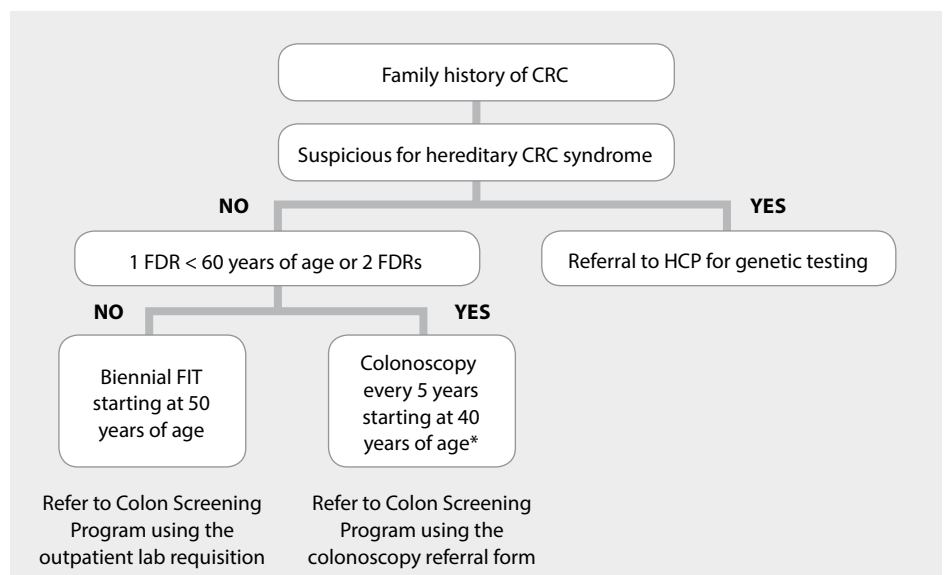 Family history of CRC
Suspicious for hereditary CRC syndrome
NO
YES
1 FDR < 60 years of age or 2 FDRs
Referral to HCP for genetic testing
NO
YES
Biennial FIT
starting at 50
years of age
Colonoscopy
every 5 years
starting at 40
years of age*
Refer to Colon Screening
Program using the
outpatient lab requisition
Refer to Colon Screening
Program using the
colonoscopy referral form